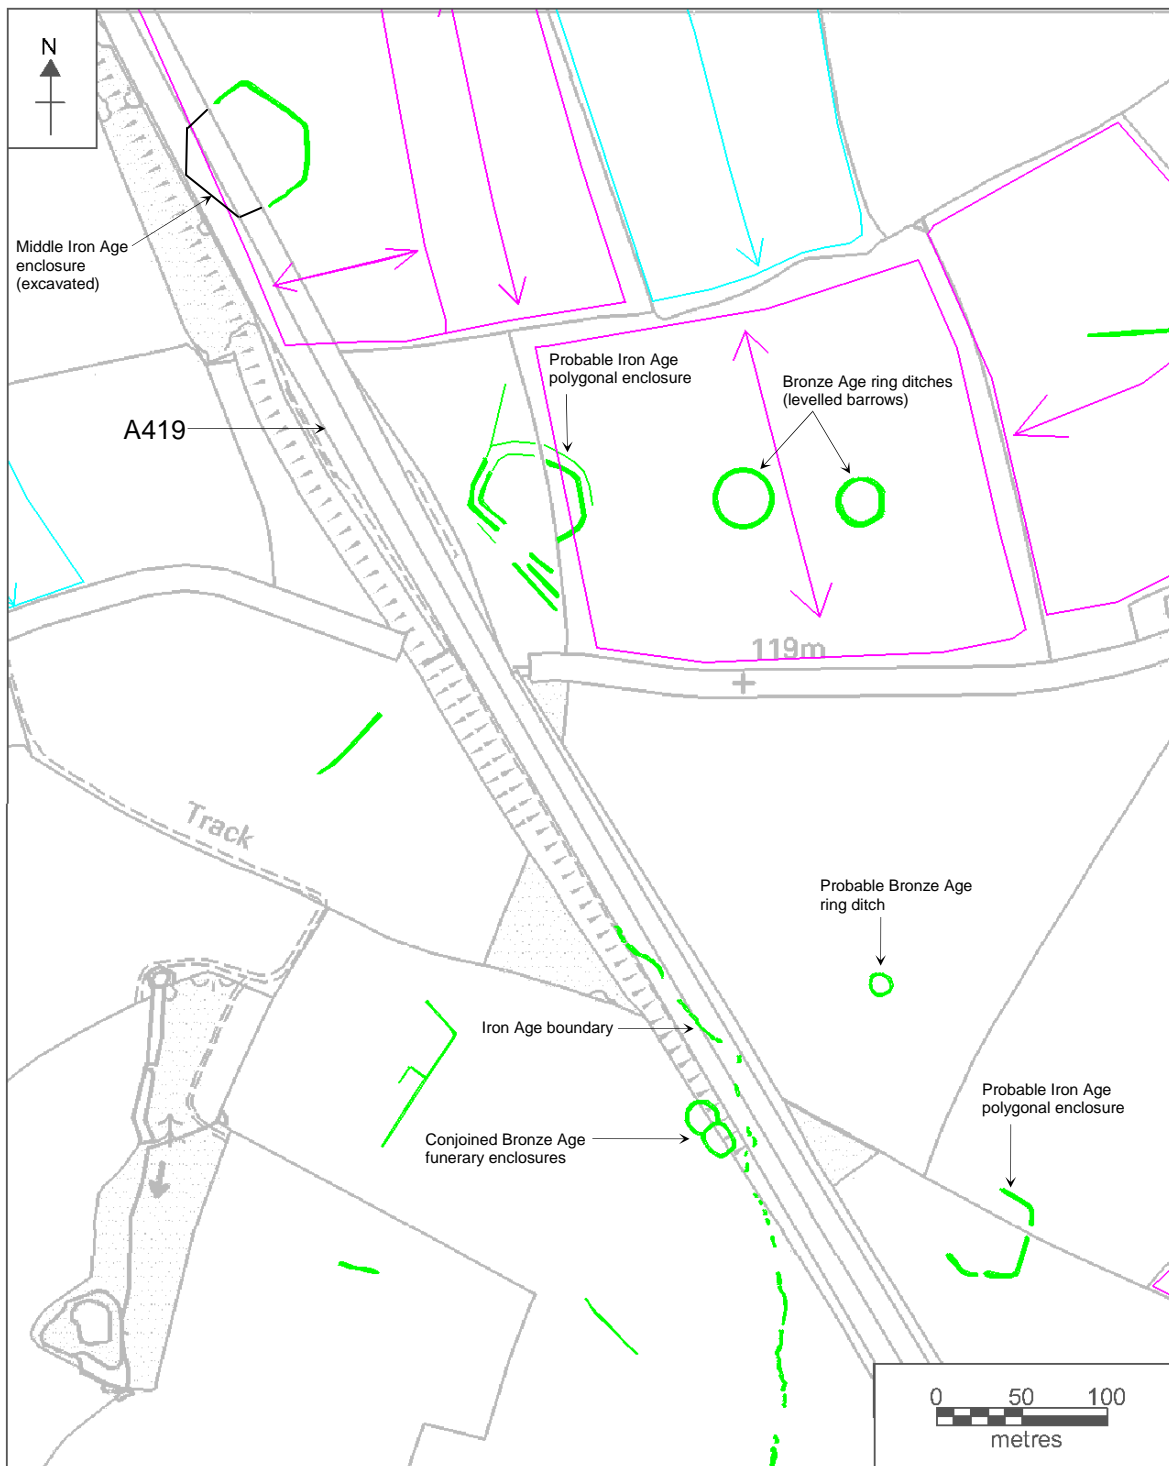 N
Middle Iron Age
enclosure
(excavated)
Probable Iron Age
polygonal enclosure
Bronze Age ring ditches
(levelled barrows)
A419
119m
Track
Probable Bronze Age
ring ditch
Iron Age boundary
Probable Iron Age
polygonal enclosure
Conjoined Bronze Age
funerary enclosures
0 50 100
metres